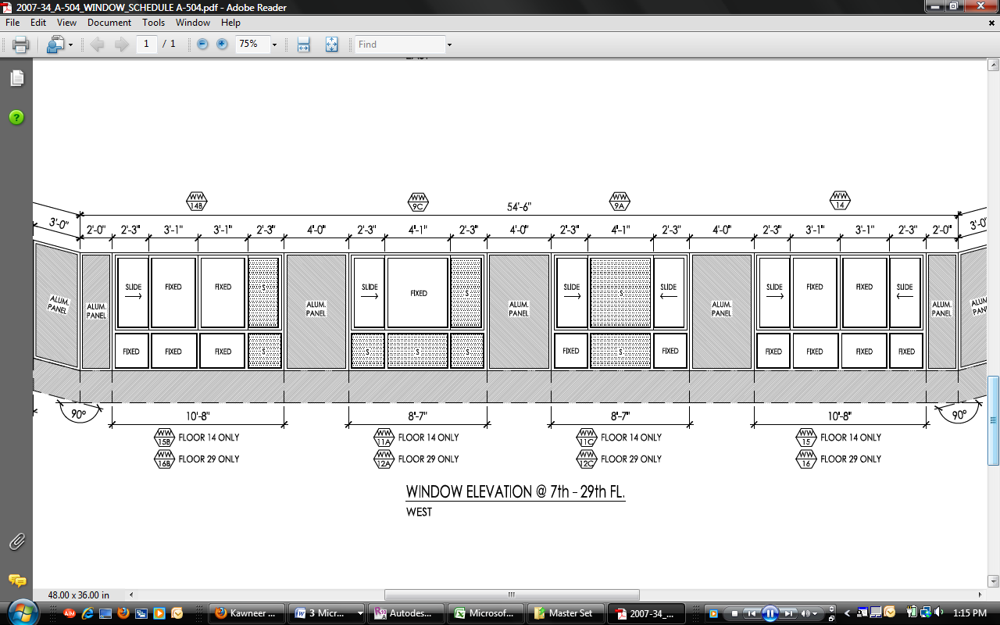 2007-34_A-504_WINDOW_SCHEDULE A-504.pdf - Adobe Reader
File Edit View Document Tools Window Help
1 / 1 75% Find
WW 14B WW 9C WW 9A WW 14
54'-6"
3'-0" 2'-0" 2'-3" 3'-1" 3'-1" 2'-3" 4'-0" 2'-3" 4'-1" 2'-3" 4'-0" 2'-3" 4'-1" 2'-3" 4'-0" 2'-3" 3'-1" 3'-1" 2'-3" 2'-0"
SLIDE FIXED FIXED S SLIDE FIXED S SLIDE S SLIDE SLIDE FIXED FIXED SLIDE
ALUM. PANEL ALUM. PANEL ALUM. PANEL ALUM. PANEL ALUM. PANEL ALUM. PANEL
FIXED FIXED FIXED S S S FIXED S FIXED FIXED FIXED FIXED FIXED
90° 10'-8" 8'-7" 8'-7" 10'-8" 90°
WW 15B FLOOR 14 ONLY WW 11A FLOOR 14 ONLY WW 11C FLOOR 14 ONLY WW 15 FLOOR 14 ONLY
WW 16B FLOOR 29 ONLY WW 12A FLOOR 29 ONLY WW 12C FLOOR 29 ONLY WW 16 FLOOR 29 ONLY
WINDOW ELEVATION @ 7th - 29th FL.
WEST
48.00 x 36.00 in
AIM Kawneer ... 3 Micr... Autodes... Microsof... Master Set 2007-34_... 1:15 PM